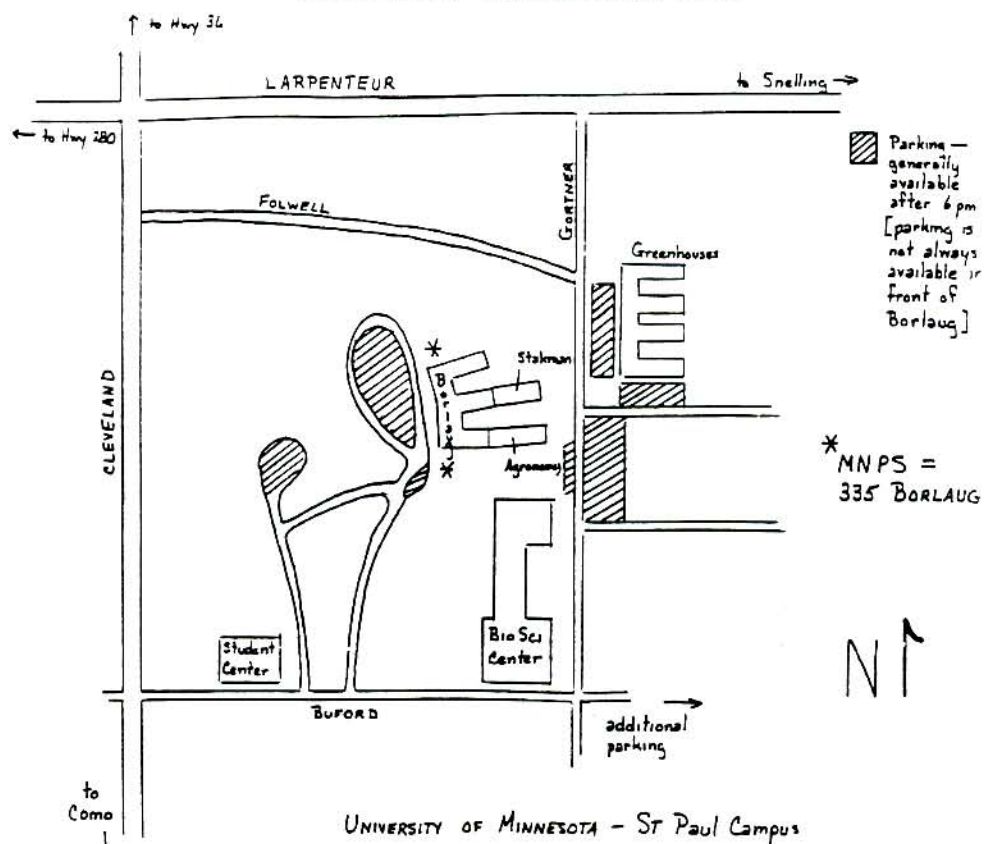 ↑ to Hwy 36
LARPENTEUR
to Snelling →
← to Hwy 280
Parking —
generally
available
after 6 pm
[parking is
not always
available in
front of
Borlaug]
FOLWELL
GORTNER
Greenhouses
Stakman
Borlaug
Agronomy
CLEVELAND
* MNPS =
335 BORLAUG
Student
Center
Bio Sci
Center
N
BUFORD
additional
parking
to
Como
UNIVERSITY OF MINNESOTA - ST Paul Campus